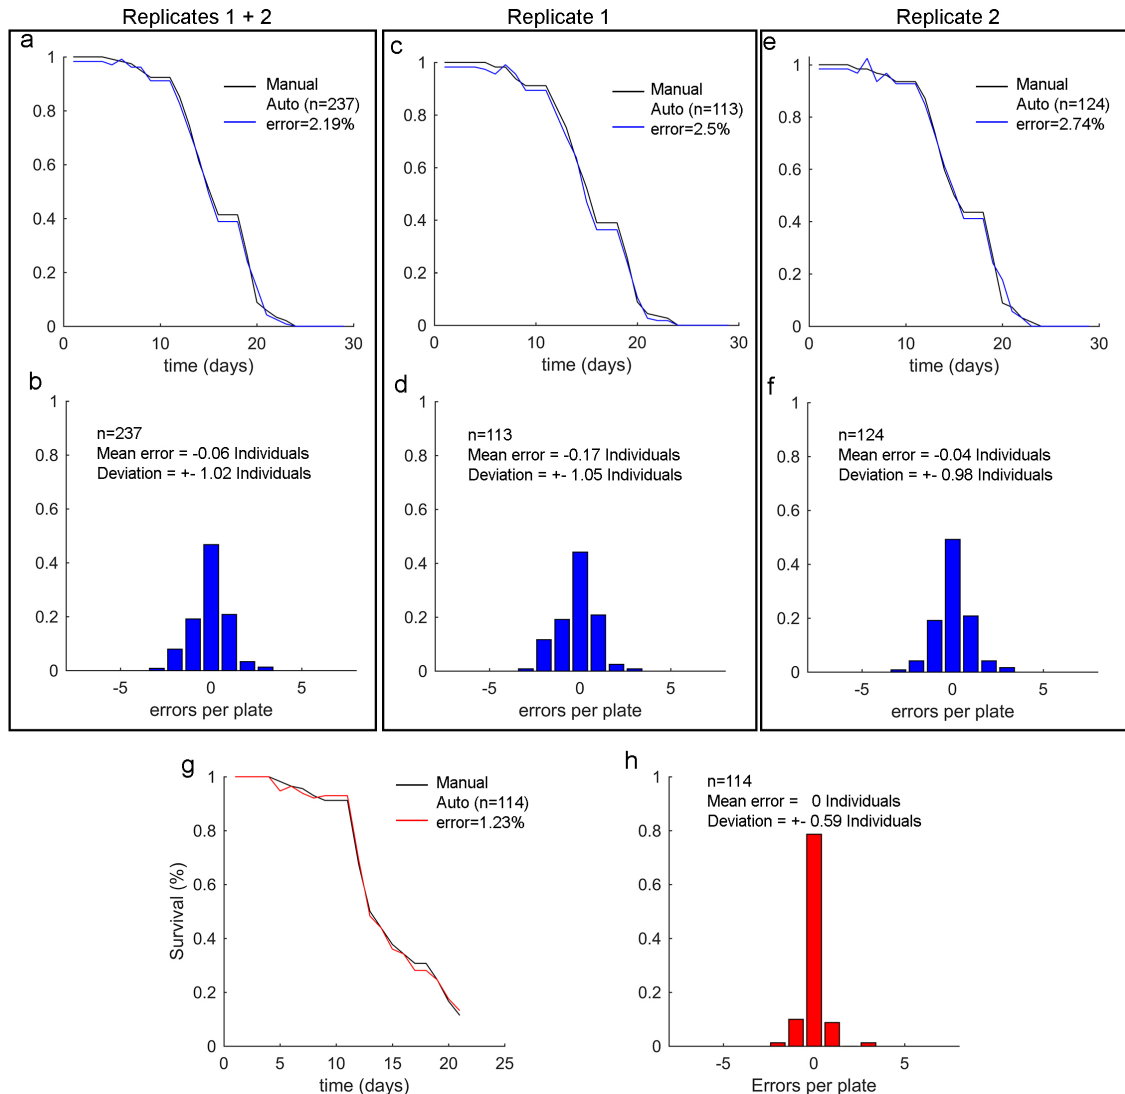 Replicates 1 + 2
Replicate 1
Replicate 2
a
1
0.8
0.6
0.4
0.2
0
0
10
20
30
time (days)
Manual
Auto (n=237)
error=2.19%
c
1
0.8
0.6
0.4
0.2
0
0
10
20
30
time (days)
Manual
Auto (n=113)
error=2.5%
e
1
0.8
0.6
0.4
0.2
0
0
10
20
30
time (days)
Manual
Auto (n=124)
error=2.74%
b
1
0.8
0.6
0.4
0.2
0
n=237
Mean error = -0.06 Individuals
Deviation = +- 1.02 Individuals
-5
0
5
errors per plate
d
1
0.8
0.6
0.4
0.2
0
n=113
Mean error = -0.17 Individuals
Deviation = +- 1.05 Individuals
-5
0
5
errors per plate
f
1
0.8
0.6
0.4
0.2
0
n=124
Mean error = -0.04 Individuals
Deviation = +- 0.98 Individuals
-5
0
5
errors per plate
g
1
0.8
0.6
0.4
0.2
0
Survival (%)
Manual
Auto (n=114)
error=1.23%
0
5
10
15
20
25
time (days)
h
1
0.8
0.6
0.4
0.2
0
n=114
Mean error = 0 Individuals
Deviation = +- 0.59 Individuals
-5
0
5
Errors per plate